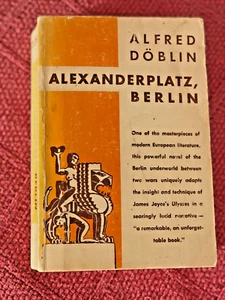 ALFRED
DÖBLIN
ALEXANDERPLATZ,
BERLIN
One of the masterpieces of
modern European literature,
this powerful novel of the
Berlin underworld between
two wars uniquely adapts
the insight and technique of
James Joyce's Ulysses in a
searingly lucid narrative—
"a remarkable, an unforget-
table book."